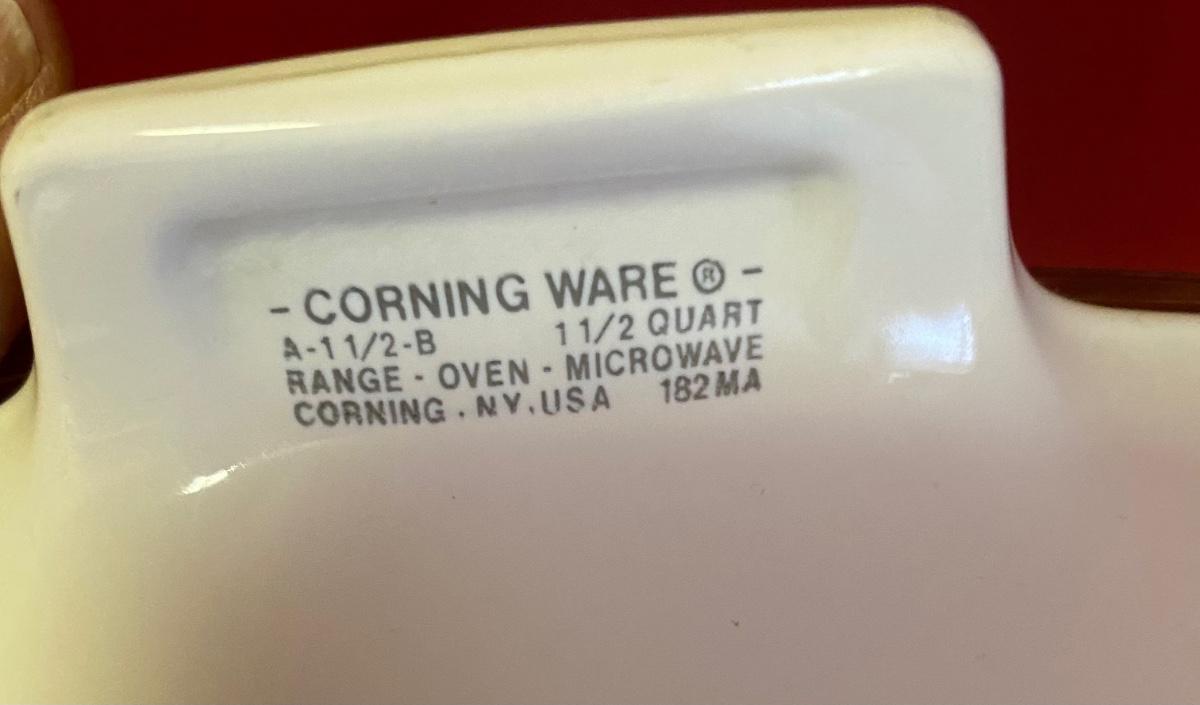 - CORNING WARE ® -
A-1 1/2-B 1 1/2 QUART
RANGE - OVEN - MICROWAVE
CORNING . NY. USA 182MA